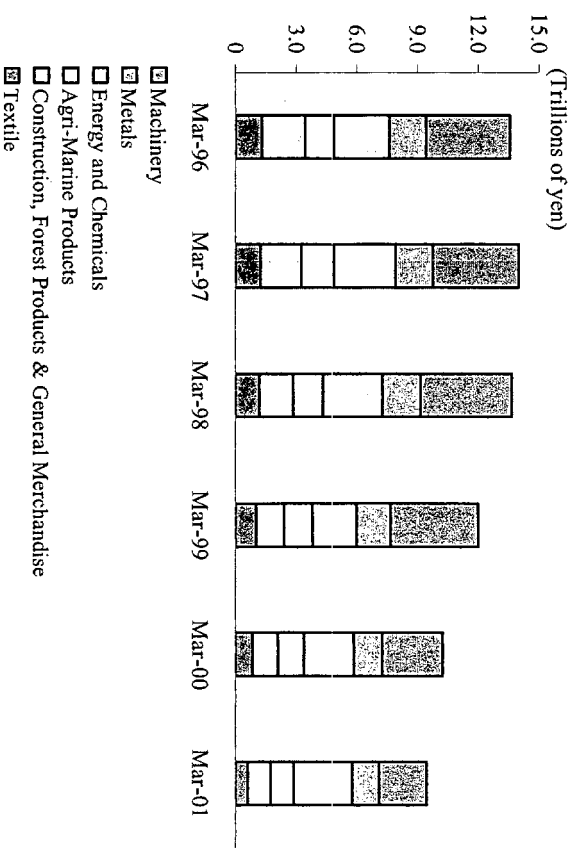 (Trillions of yen)
15.0
12.0
9.0
6.0
3.0
0
Mar-96 Mar-97 Mar-98 Mar-99 Mar-00 Mar-01
Machinery
Metals
Energy and Chemicals
Agri-Marine Products
Construction, Forest Products & General Merchandise
Textile